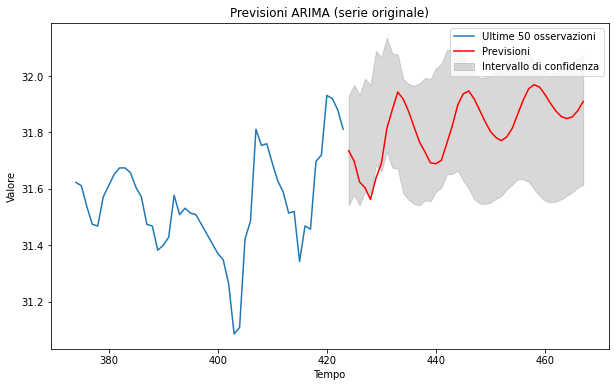 Previsioni ARIMA (serie originale)
Ultime 50 osservazioni
Previsioni
Intervallo di confidenza
Valore
32.0
31.8
31.6
31.4
31.2
380
400
420
440
460
Tempo